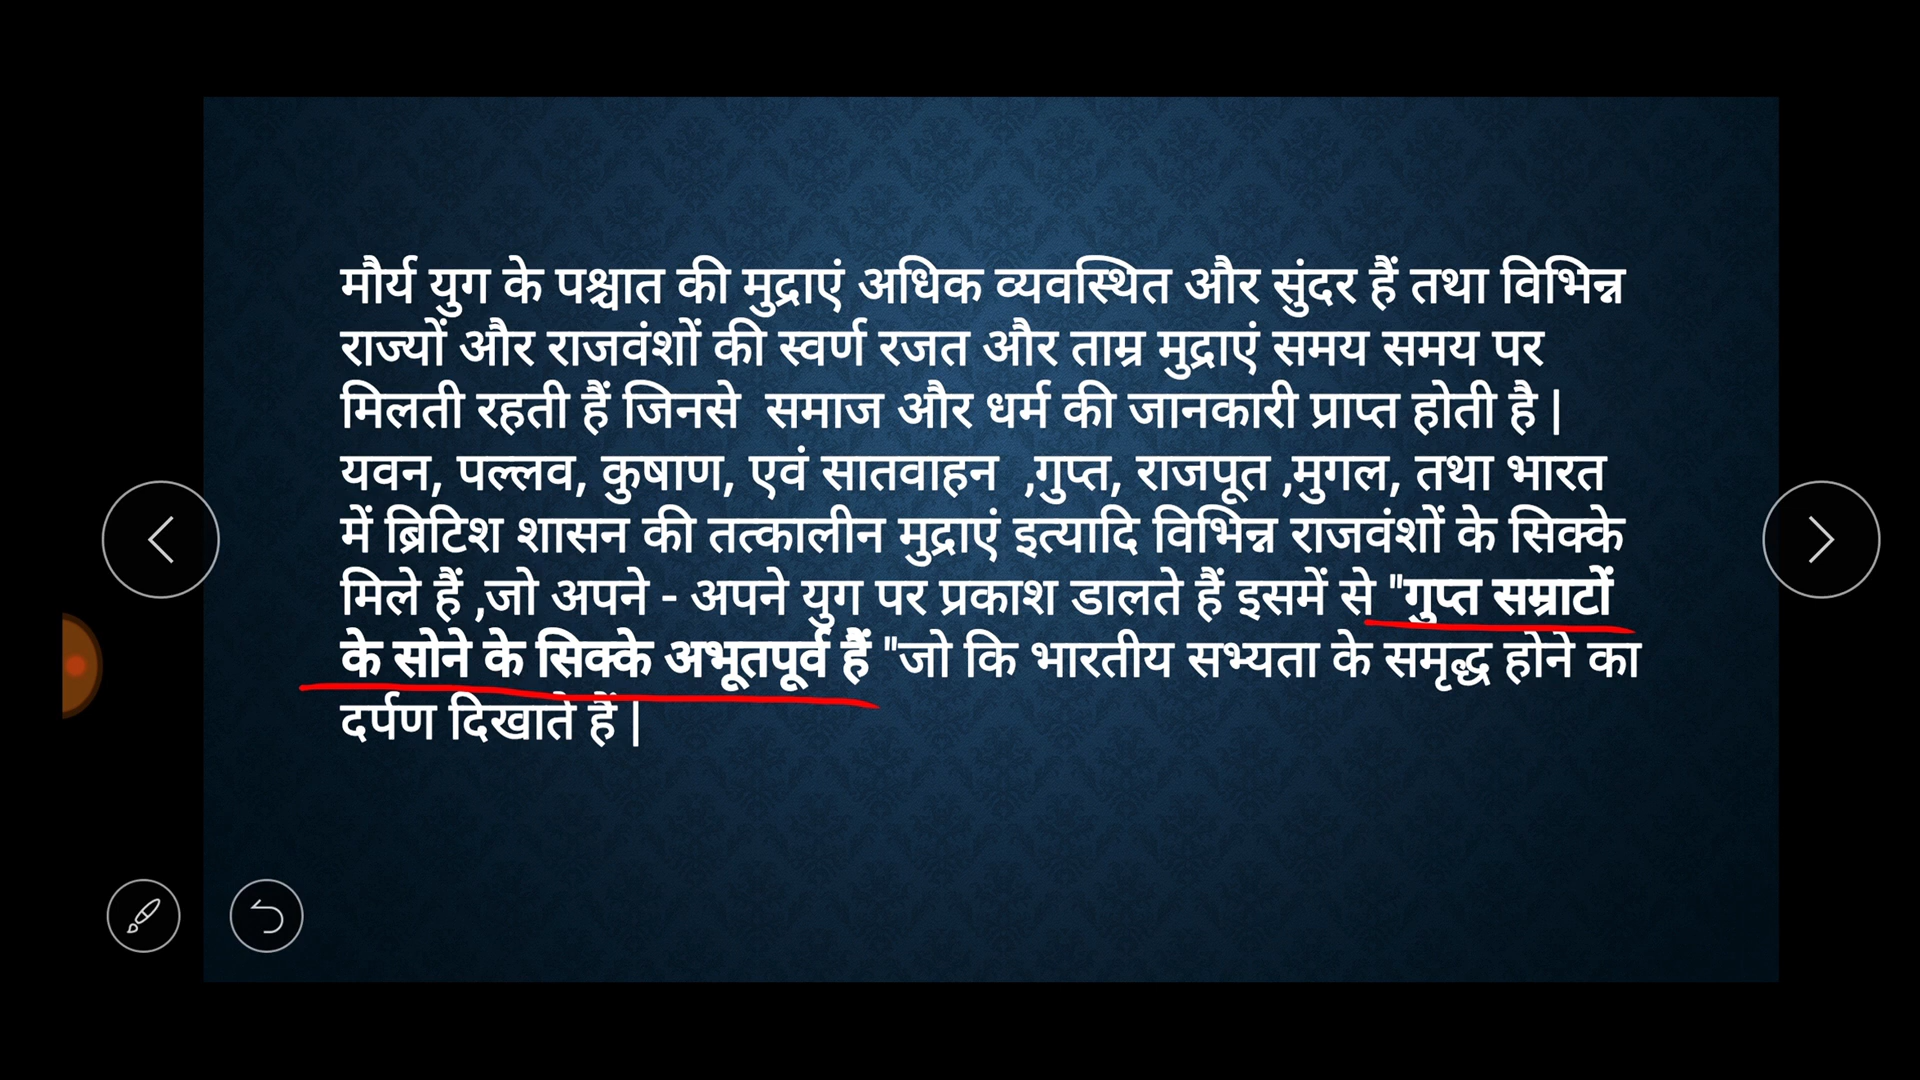 मौर्य युग के पश्चात की मुद्राएं अधिक व्यवस्थित और सुंदर हैं तथा विभिन्न
राज्यों और राजवंशों की स्वर्ण रजत और ताम्र मुद्राएं समय समय पर
मिलती रहती हैं जिनसे  समाज और धर्म की जानकारी प्राप्त होती है |
यवन, पल्लव, कुषाण, एवं सातवाहन  ,गुप्त, राजपूत ,मुगल, तथा भारत
में ब्रिटिश शासन की तत्कालीन मुद्राएं इत्यादि विभिन्न राजवंशों के सिक्के
मिले हैं ,जो अपने - अपने युग पर प्रकाश डालते हैं इसमें से "गुप्त सम्राटों
के सोने के सिक्के अभूतपूर्व हैं "जो कि भारतीय सभ्यता के समृद्ध होने का
दर्पण दिखाते हैं |